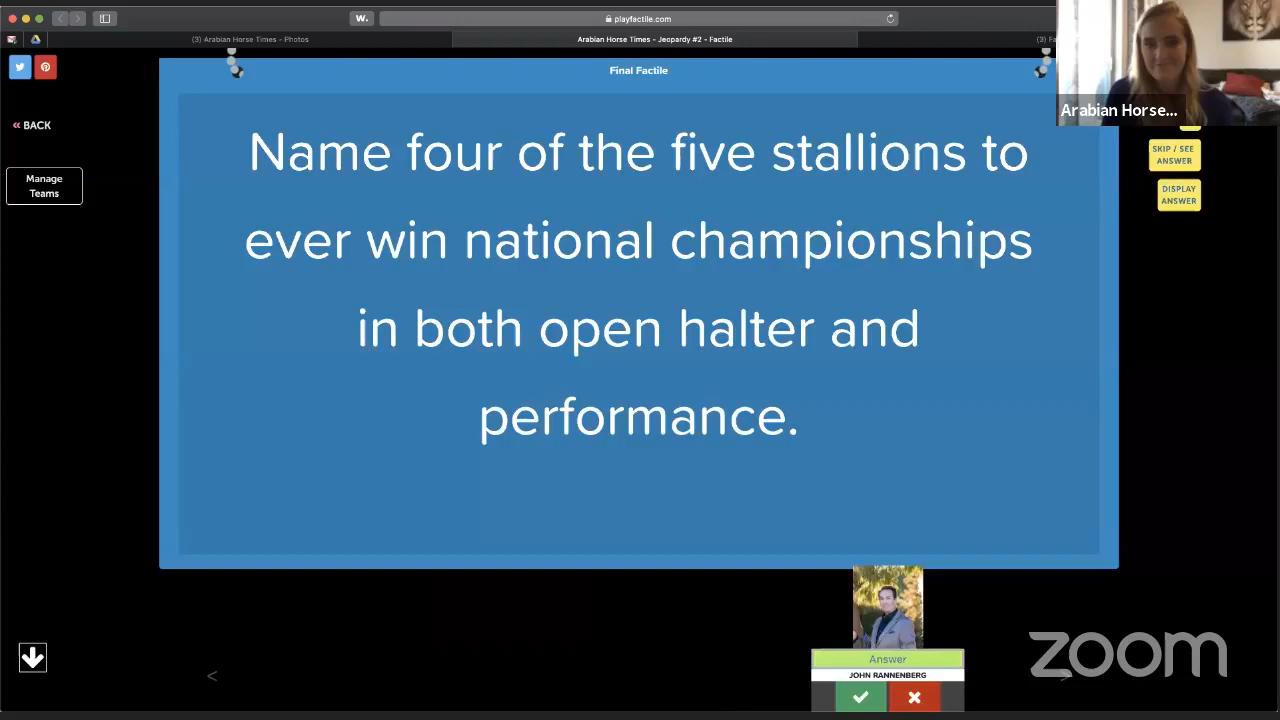 W.
playfactile.com
(3) Arabian Horse Times - Photos
Arabian Horse Times - Jeopardy #2 - Factile
(3) Fa
Final Factile
Arabian Horse...
« BACK
Manage
Teams
Name four of the five stallions to
ever win national championships
in both open halter and
performance.
SKIP / SEE
ANSWER
DISPLAY
ANSWER
Answer
JOHN RANNENBERG
zoom